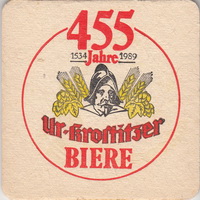 455
1534 Jahre 1989
Ur-Krostitzer
BIERE